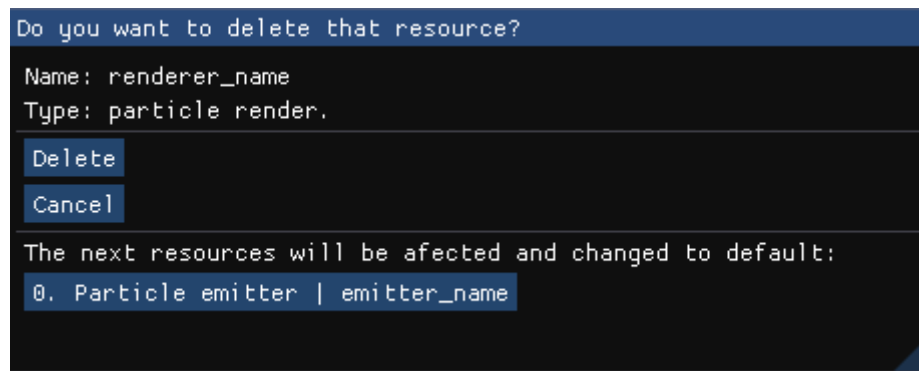 Do you want to delete that resource?
Name: renderer_name
Type: particle render.
Delete
Cancel
The next resources will be afected and changed to default:
0. Particle emitter | emitter_name